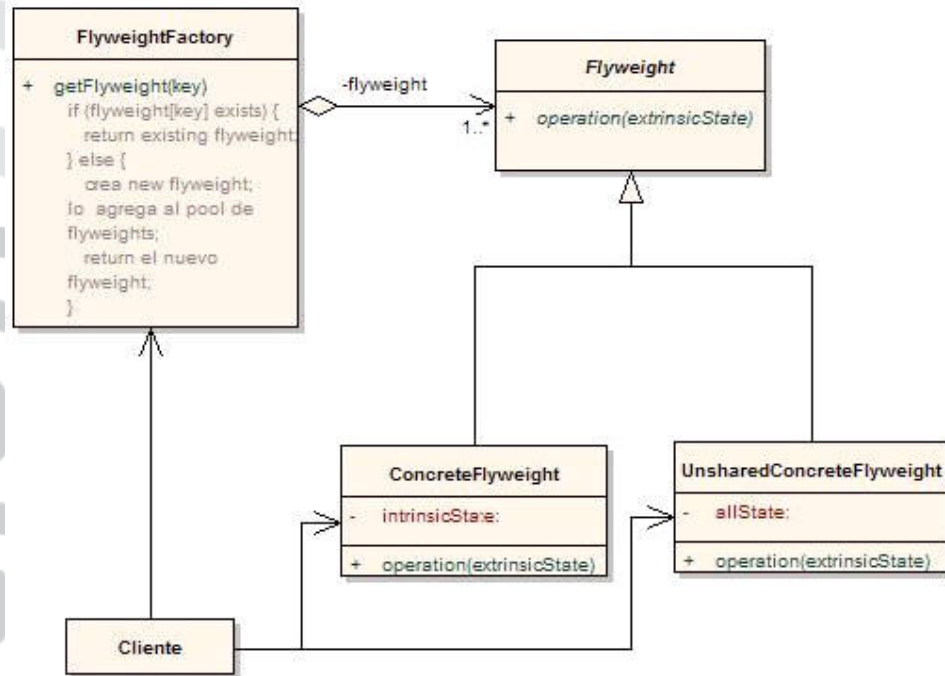 FlyweightFactory
+ getFlyweight(key)
if (flyweight[key] exists) {
return existing flyweight;
} else {
crea new flyweight;
lo agrega al pool de
flyweights;
return el nuevo
flyweight;
}
-flyweight
1..*
Flyweight
+ operation(extrinsicState)
ConcreteFlyweight
- intrinsicState:
+ operation(extrinsicState)
UnsharedConcreteFlyweight
- allState:
+ operation(extrinsicState)
Cliente